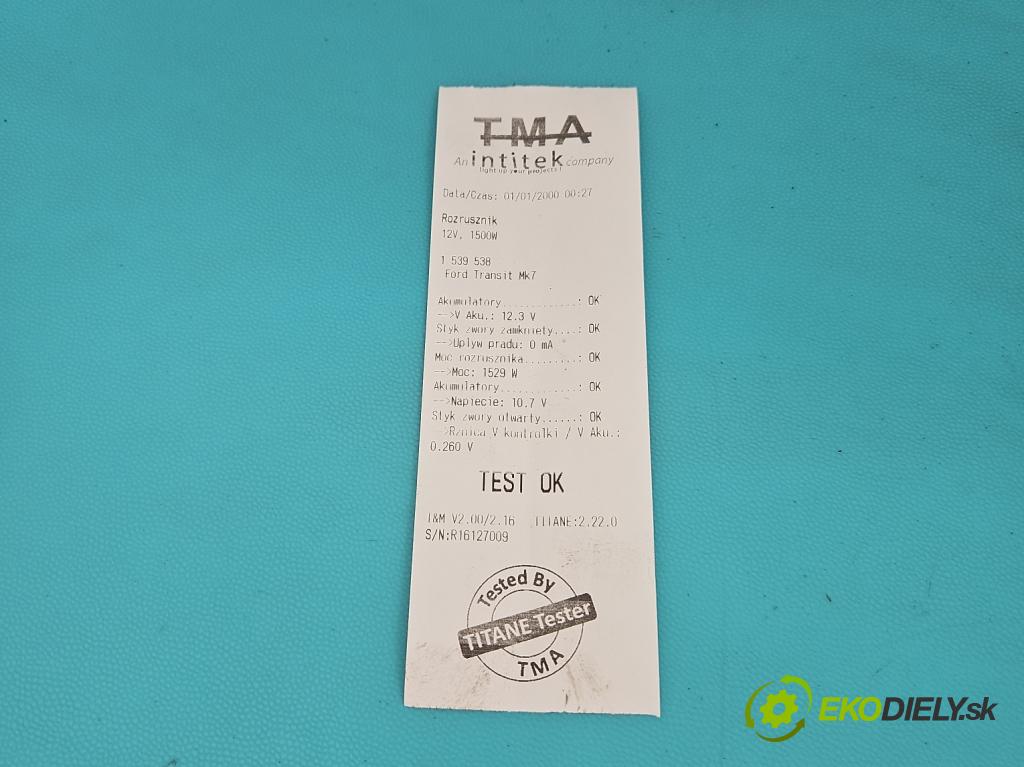 TMA
An intitek company
light up your projects !
Data/Czas: 01/01/2000 00:27
Rozrusznik
12V, 1500W
1 539 538
Ford Transit Mk7
Akumulatory............: OK
-->V Aku.: 12.3 V
Styk zwory zamkniety....: OK
-->Uplyw pradu: 0 mA
Moc rozrusznika.........: OK
-->Moc: 1529 W
Akumulatory............: OK
-->Napiecie: 10.7 V
Styk zwory otwarty......: OK
-->Rznica V kontrolki / V Aku.:
0.260 V
TEST OK
T&M V2.00/2.16 TITANE:2.22.0
S/N:R16127009
Tested By
TITANE Tester
TMA
EKODIELY.sk